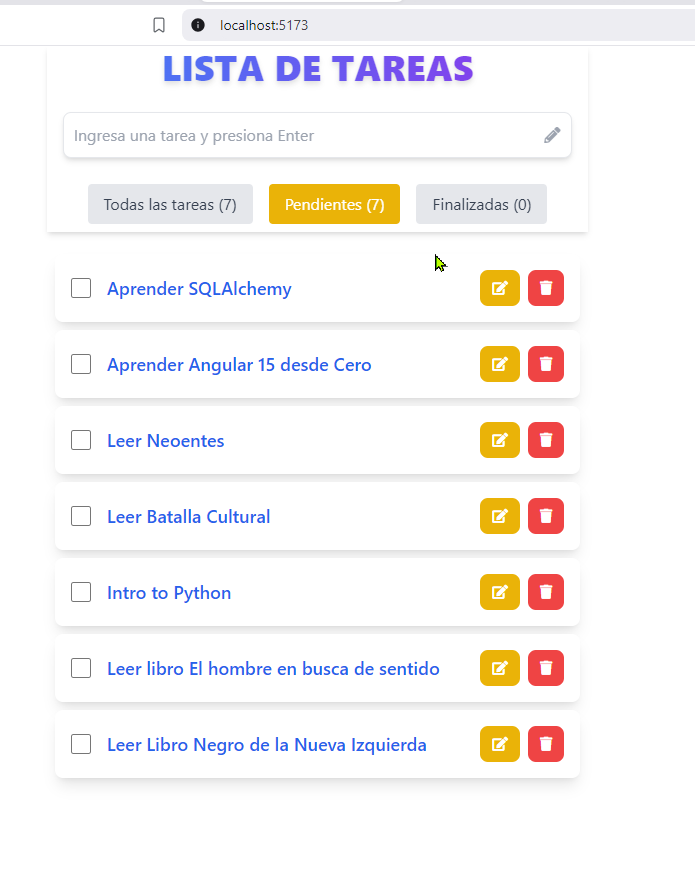 localhost:5173
LISTA DE TAREAS
Ingresa una tarea y presiona Enter
Todas las tareas (7) Pendientes (7) Finalizadas (0)
Aprender SQLAlchemy
Aprender Angular 15 desde Cero
Leer Neoentes
Leer Batalla Cultural
Intro to Python
Leer libro El hombre en busca de sentido
Leer Libro Negro de la Nueva Izquierda